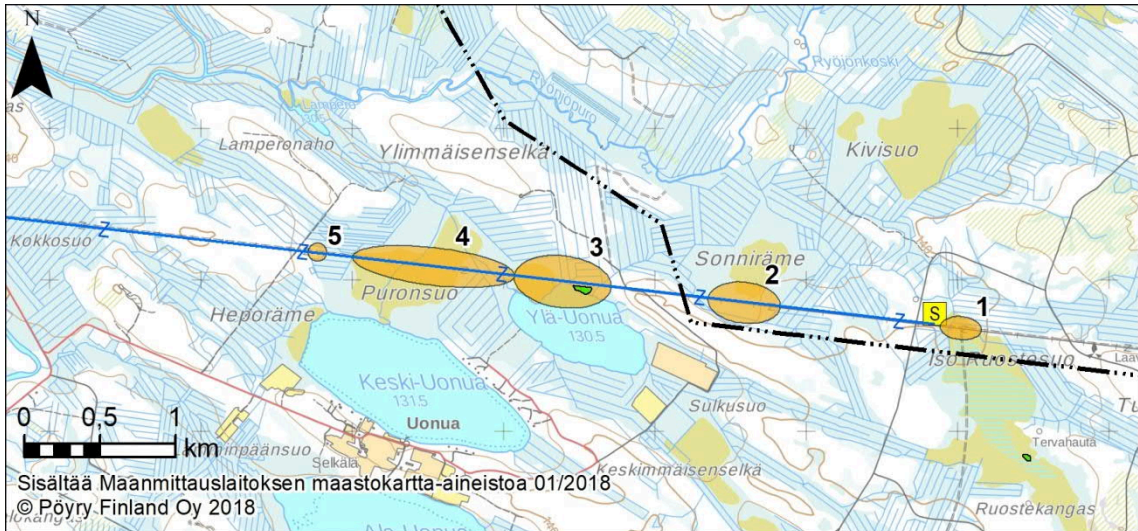 N
Ryöjonkoski
Ryönjopuro
Lamperonaho
Ylimmäisenselkä
Kivisuo
Kokkosuo
5
4
3
Sonniräme
2
1
S
Puronsuo
Heporäme
Ylä-Uonua
130.5
Iso Ruostesuo
Keski-Uonua
131.5
0 0,5 1
km
Uonua
Sulkusuo
Selkälä
Tervahauta
Keskimmäisenselkä
Ruostekangas
Sisältää Maanmittauslaitoksen maastokartta-aineistoa 01/2018
© Pöyry Finland Oy 2018